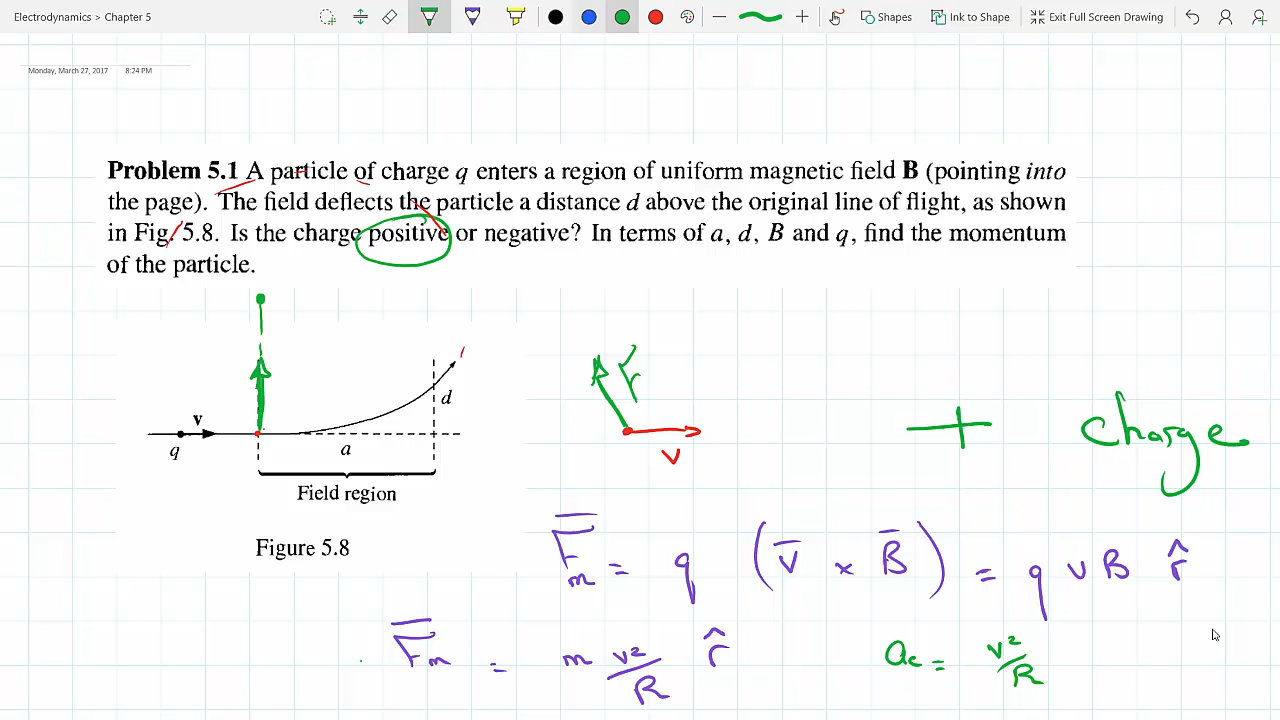 Electrodynamics > Chapter 5
Shapes
Ink to Shape
Exit Full Screen Drawing
Monday, March 27, 2017 8:24 PM
Problem 5.1 A particle of charge q enters a region of uniform magnetic field B (pointing into
the page). The field deflects the particle a distance d above the original line of flight, as shown
in Fig. 5.8. Is the charge positive or negative? In terms of a, d, B and q, find the momentum
of the particle.
v
q
a
d
Field region
Figure 5.8
v
+ charge
F̅m = q (v̅ × B̅) = q v B r̂
F̅m = m v²/R r̂
ac = v²/R